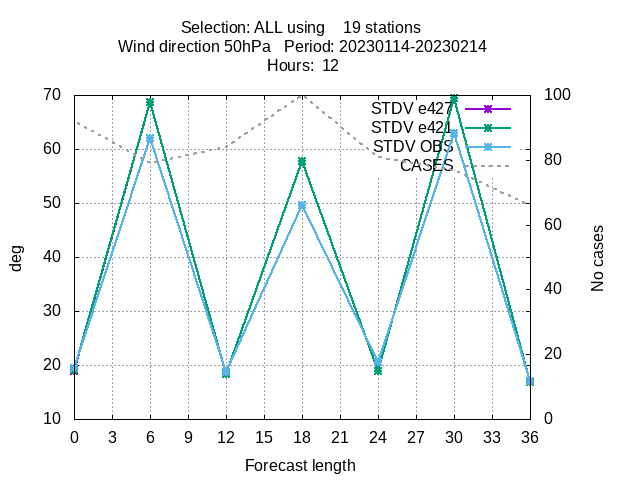 Selection: ALL using 19 stations
Wind direction 50hPa Period: 20230114-20230214
Hours: 12
70 100
STDV e427
STDV e421
60 STDV OBS
CASES 80
50
60
deg
40 No cases
40
30
20
20
10 0
0 3 6 9 12 15 18 21 24 27 30 33 36
Forecast length